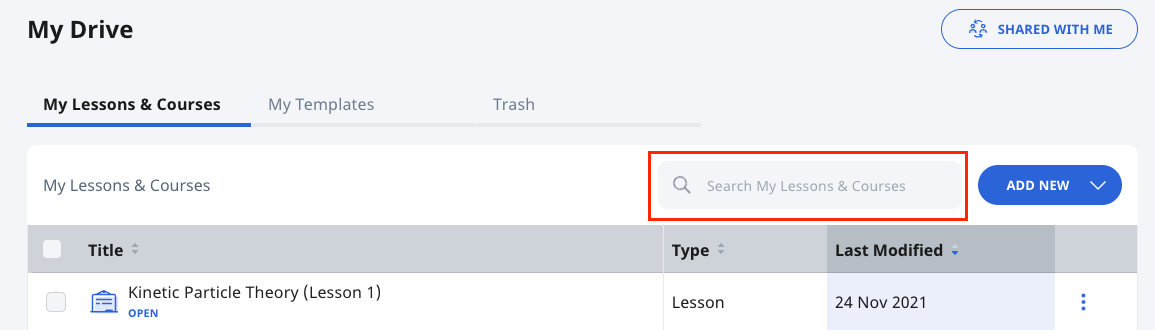 My Drive
SHARED WITH ME
My Lessons & Courses
My Templates
Trash
My Lessons & Courses
Search My Lessons & Courses
ADD NEW
Title
Type
Last Modified
Kinetic Particle Theory (Lesson 1)
OPEN
Lesson
24 Nov 2021